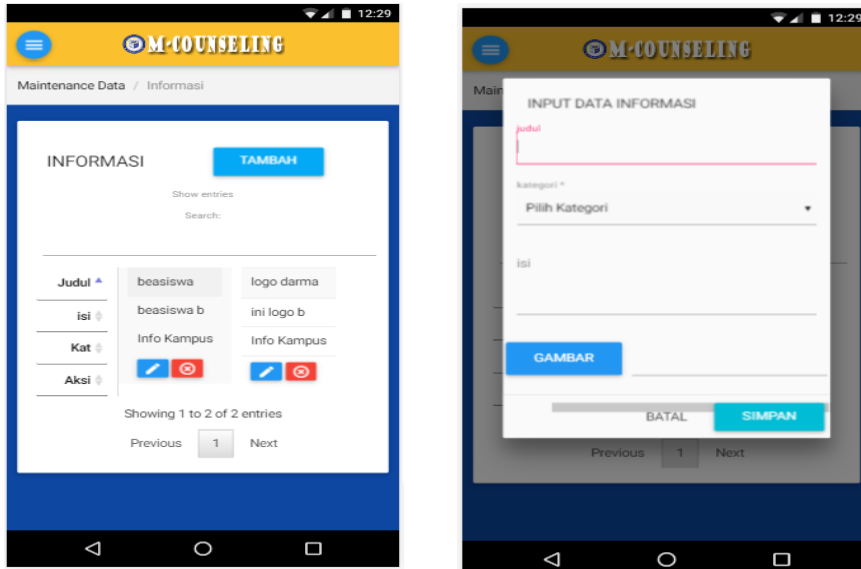 12:29
M-COUNSELING
Maintenance Data / Informasi
INFORMASI
TAMBAH
Show entries
Search:
Judul beasiswa logo darma
isi beasiswa b ini logo b
Kat Info Kampus Info Kampus
Aksi
Showing 1 to 2 of 2 entries
Previous 1 Next
12:29
M-COUNSELING
Main
INPUT DATA INFORMASI
judul
kategori *
Pilih Kategori
isi
GAMBAR
BATAL SIMPAN
Previous 1 Next